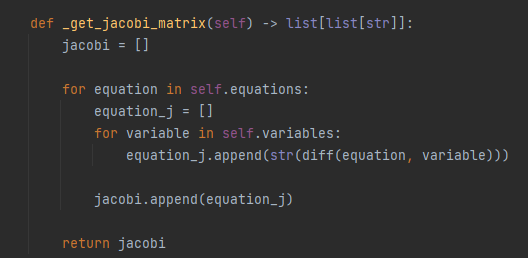 def _get_jacobi_matrix(self) -> list[list[str]]:
    jacobi = []

    for equation in self.equations:
        equation_j = []
        for variable in self.variables:
            equation_j.append(str(diff(equation, variable)))

        jacobi.append(equation_j)

    return jacobi